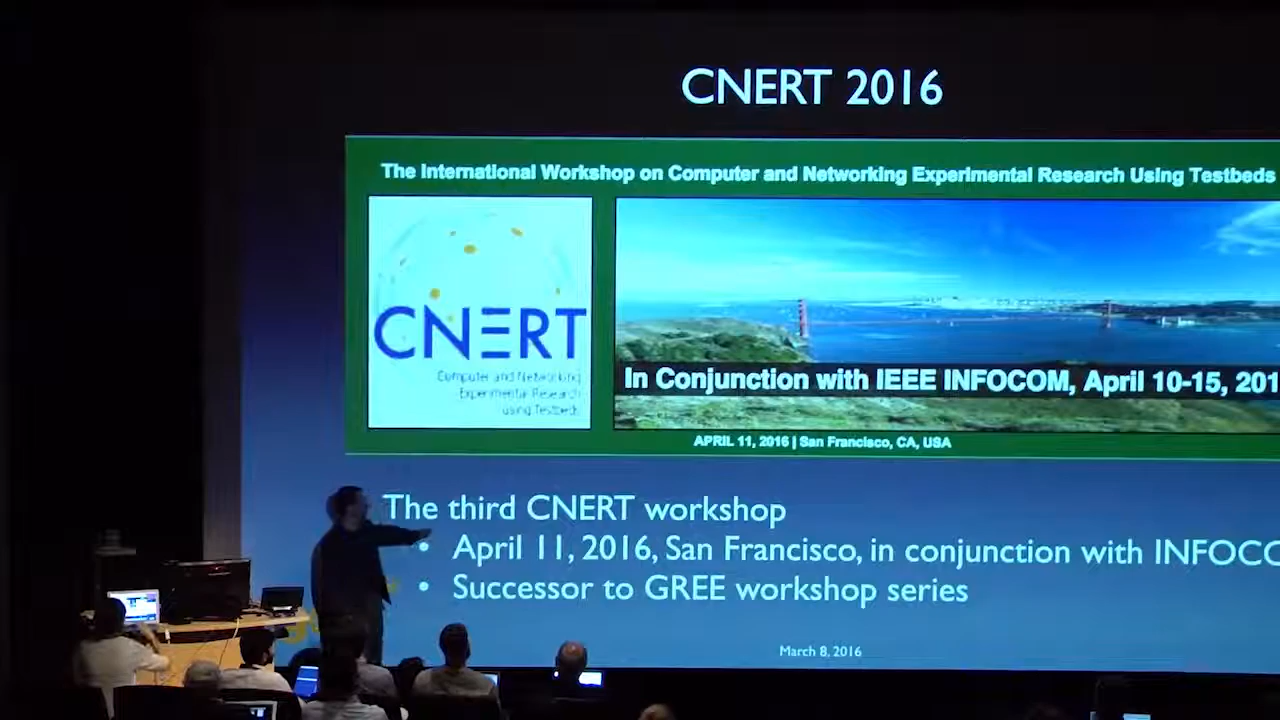 CNERT 2016
The International Workshop on Computer and Networking Experimental Research Using Testbeds
CNERT
Computer and Networking
Experimental Research
using Testbeds
In Conjunction with IEEE INFOCOM, April 10-15, 201
APRIL 11, 2016 | San Francisco, CA, USA
The third CNERT workshop
• April 11, 2016, San Francisco, in conjunction with INFOCO
• Successor to GREE workshop series
March 8, 2016